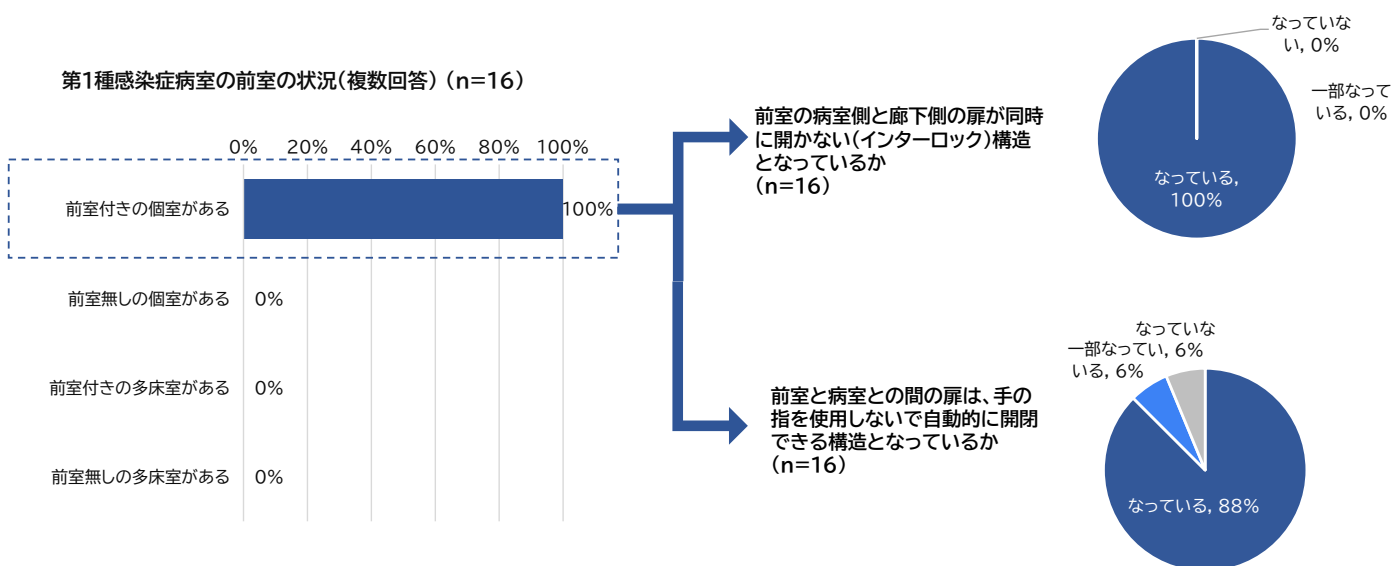 第1種感染症病室の前室の状況(複数回答) (n=16)
0%
20%
40%
60%
80%
100%
前室付きの個室がある
100%
前室無しの個室がある
0%
前室付きの多床室がある
0%
前室無しの多床室がある
0%
前室の病室側と廊下側の扉が同時
に開かない(インターロック)構造
となっているか
(n=16)
なっていな
い, 0%
一部なって
いる, 0%
なっている,
100%
前室と病室との間の扉は、手の
指を使用しないで自動的に開閉
できる構造となっているか
(n=16)
なっていな
い, 6%
一部なって
いる, 6%
なっている, 88%